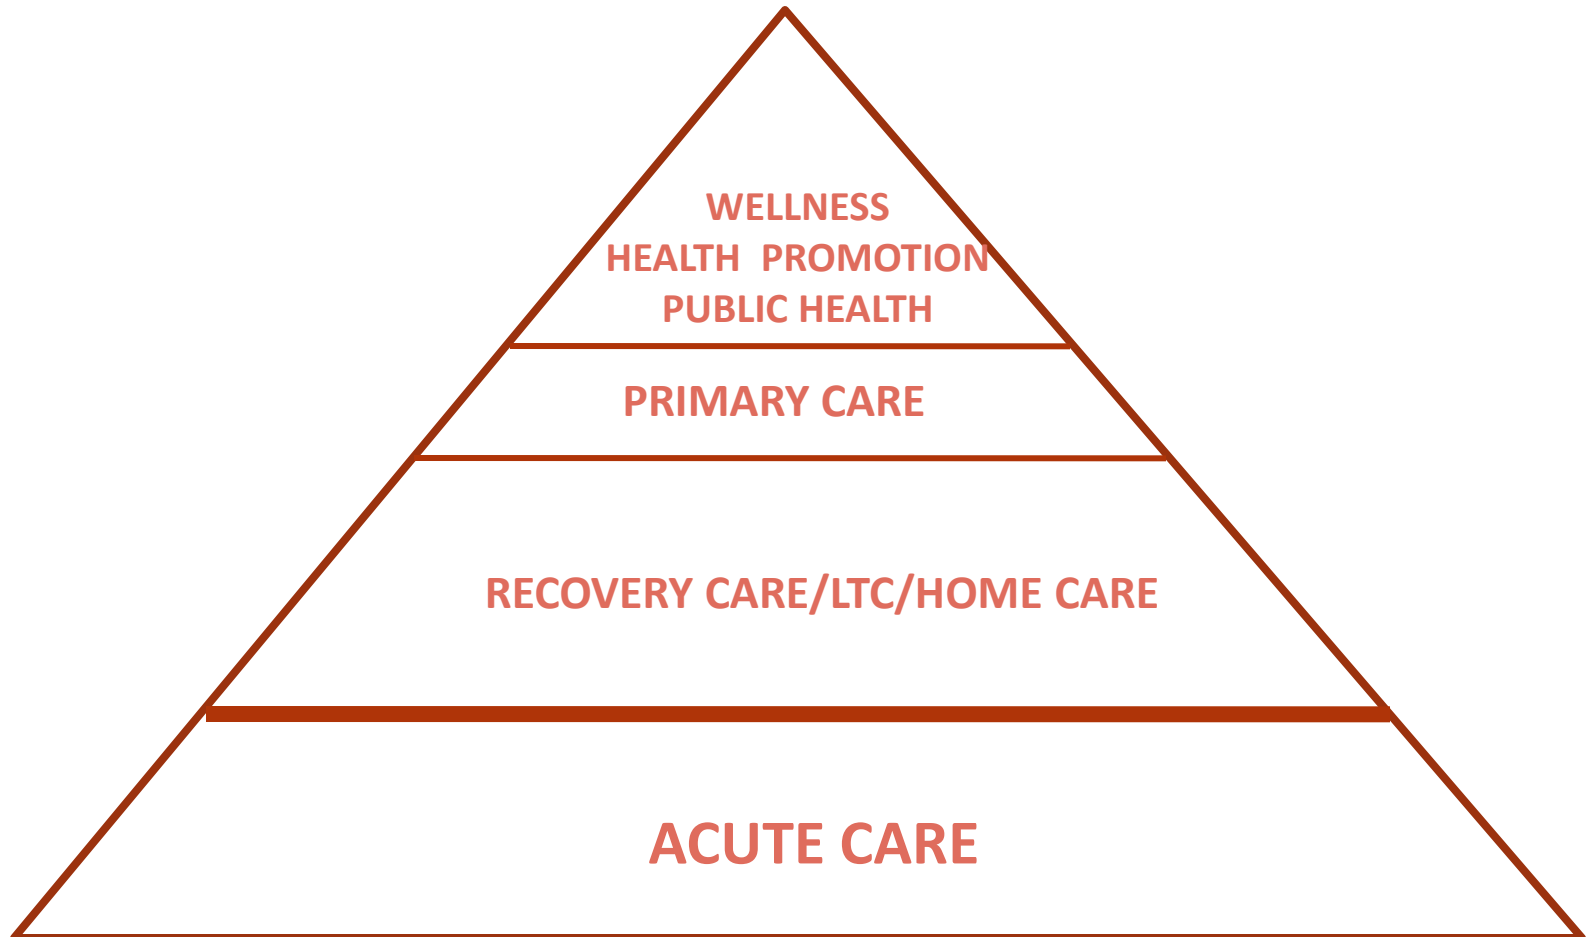 WELLNESS
HEALTH  PROMOTION
PUBLIC HEALTH
PRIMARY CARE
RECOVERY CARE/LTC/HOME CARE
ACUTE CARE